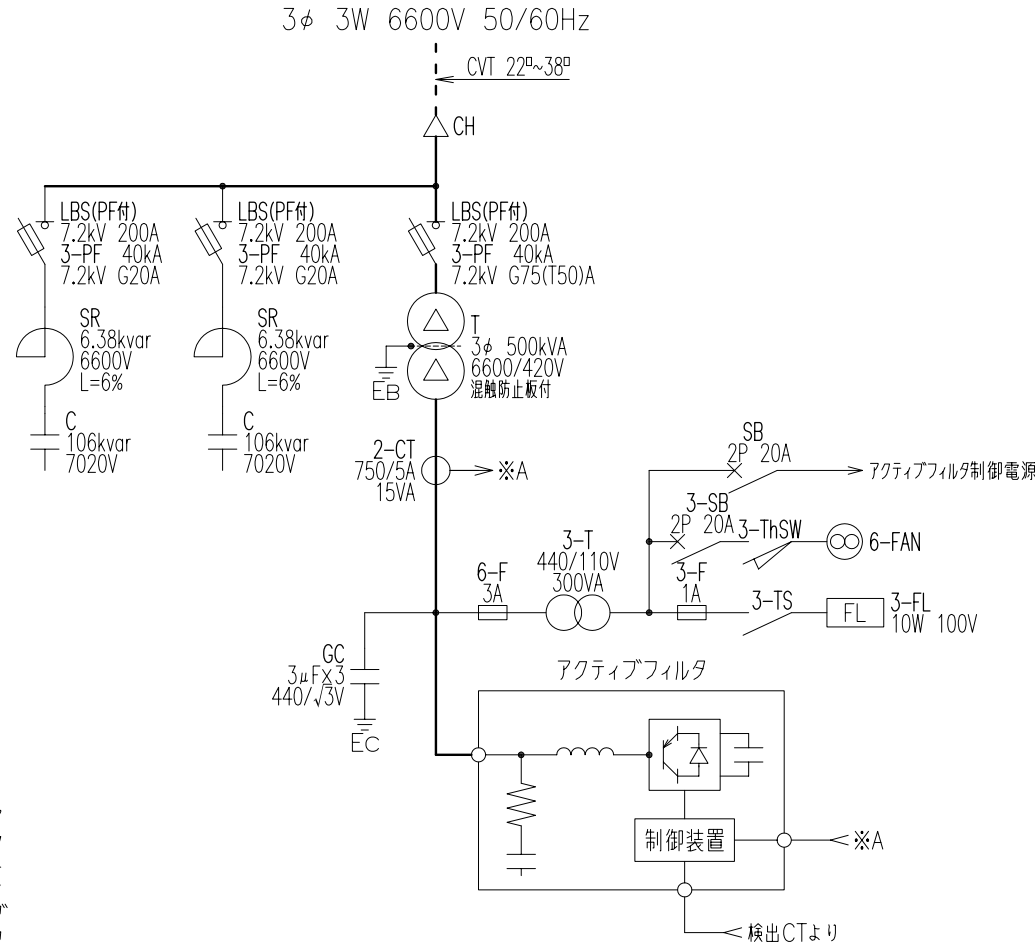 3φ 3W 6600V 50/60Hz
CVT 22□~38□
CH
LBS(PF付)
7.2kV 200A
3-PF 40kA
7.2kV G20A
LBS(PF付)
7.2kV 200A
3-PF 40kA
7.2kV G20A
LBS(PF付)
7.2kV 200A
3-PF 40kA
7.2kV G75(T50)A
SR
6.38kvar
6600V
L=6%
SR
6.38kvar
6600V
L=6%
T
3φ 500kVA
6600/420V
混触防止板付
EB
C
106kvar
7020V
C
106kvar
7020V
2-CT
750/5A
15VA
※A
SB
2P 20A
アクティブフィルタ制御電源
3-SB
2P 20A
3-ThSW
6-FAN
6-F
3A
3-T
440/110V
300VA
3-F
1A
3-TS
FL
3-FL
10W 100V
GC
3μF×3
440/√3V
EC
アクティブフィルタ
制御装置
※A
検出CTより